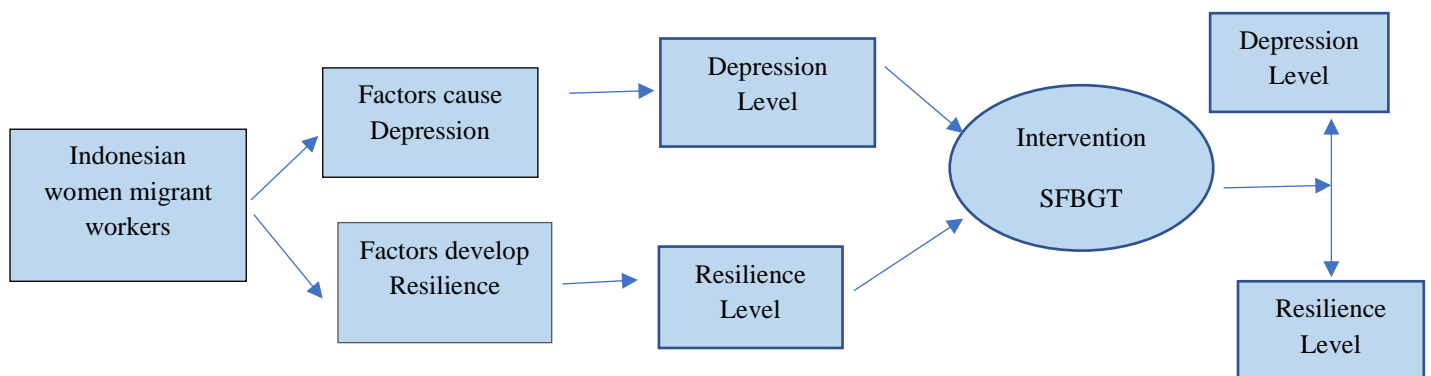 Indonesian
women migrant
workers
Factors cause
Depression
Factors develop
Resilience
Depression
Level
Resilience
Level
Intervention
SFBGT
Depression
Level
Resilience
Level